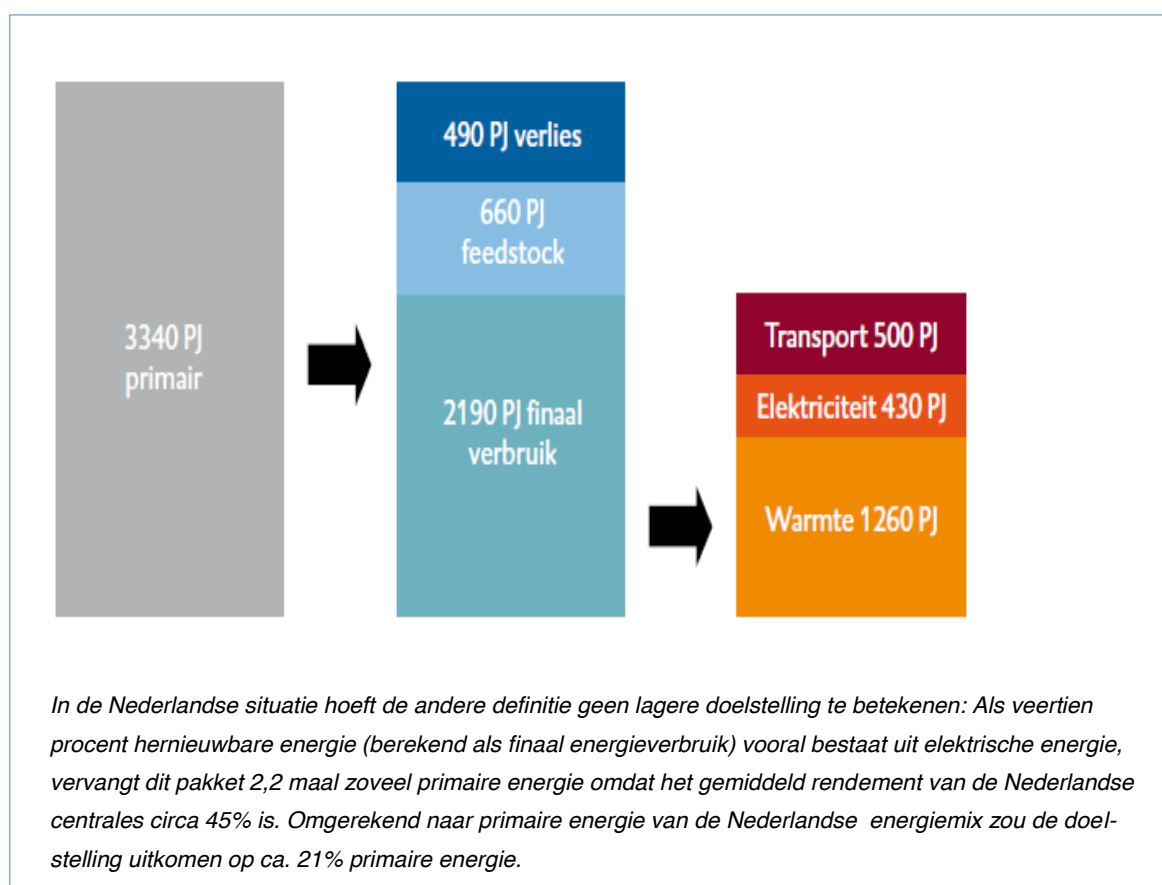 490 PJ verlies
660 PJ
feedstock
3340 PJ
primair
2190 PJ finaal
verbruik
Transport 500 PJ
Elektriciteit 430 PJ
Warmte 1260 PJ
In de Nederlandse situatie hoeft de andere definitie geen lagere doelstelling te betekenen: Als veertien
procent hernieuwbare energie (berekend als finaal energieverbruik) vooral bestaat uit elektrische energie,
vervangt dit pakket 2,2 maal zoveel primaire energie omdat het gemiddeld rendement van de Nederlandse
centrales circa 45% is. Omgerekend naar primaire energie van de Nederlandse energiemix zou de doel-
stelling uitkomen op ca. 21% primaire energie.